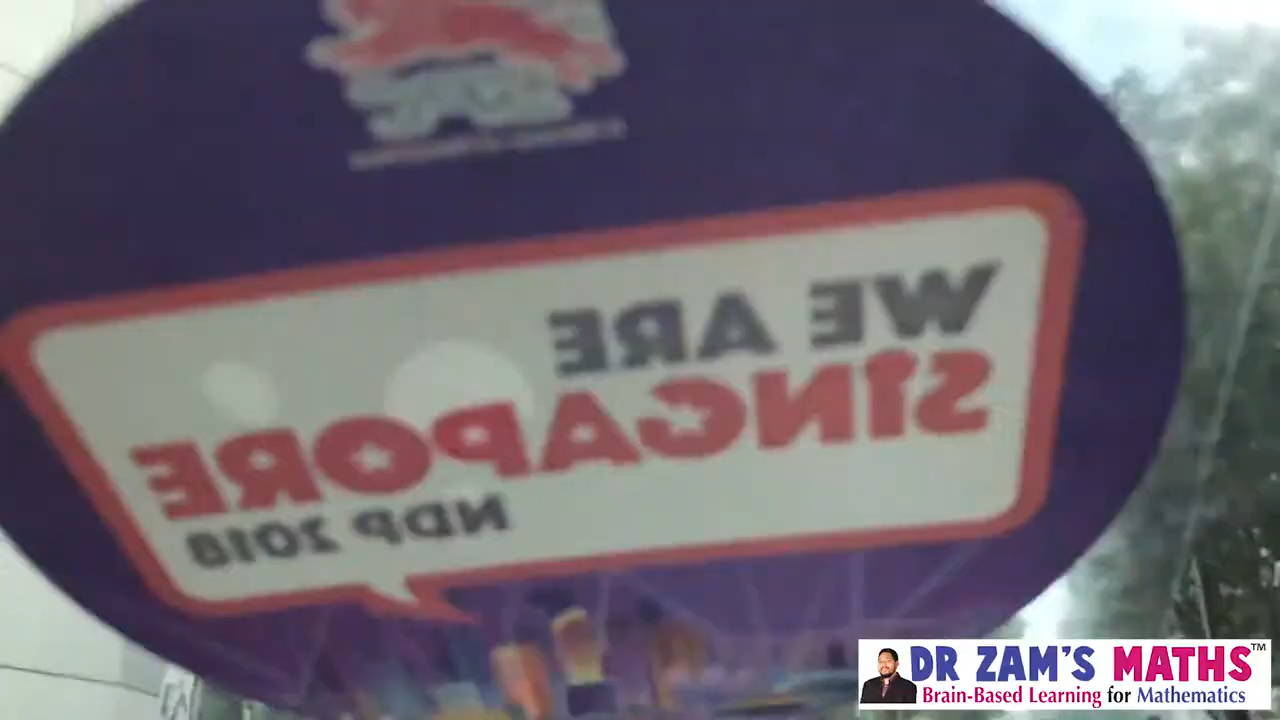 WE ARE
SINGAPORE
NDP 2018
DR ZAM'S MATHS™
Brain-Based Learning for Mathematics